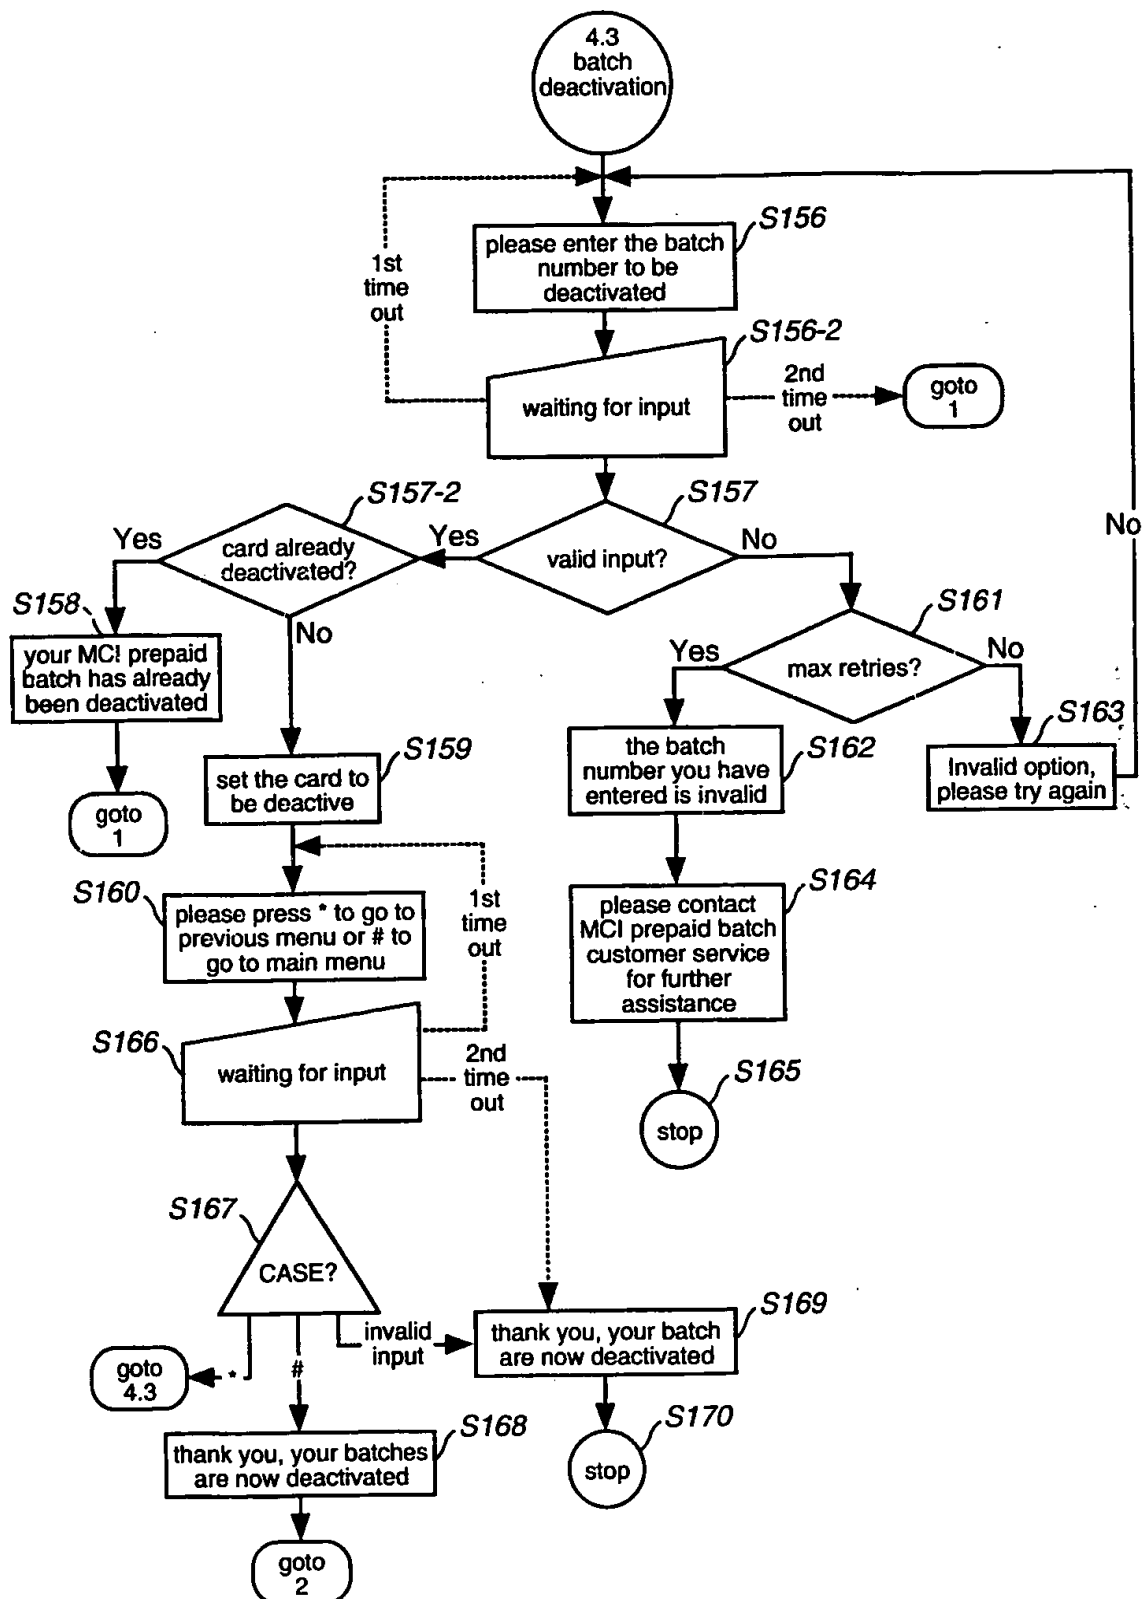 4.3
batch
deactivation
S156
please enter the batch
number to be
deactivated
1st
time
out
S156-2
waiting for input
2nd
time
out
goto
1
S157-2
S157
Yes
card already
deactivated?
Yes
valid input?
No
No
S158
No
S161
your MCI prepaid
batch has already
been deactivated
Yes
max retries?
No
S159
S162
S163
set the card to
be deactive
the batch
number you have
entered is invalid
Invalid option,
please try again
goto
1
S160
please press * to go to
previous menu or # to
go to main menu
1st
time
out
S164
please contact
MCI prepaid batch
customer service
for further
assistance
S166
waiting for input
2nd
time
out
S165
stop
S167
CASE?
S169
invalid
input
thank you, your batch
are now deactivated
goto
4.3
*
#
S170
stop
S168
thank you, your batches
are now deactivated
goto
2